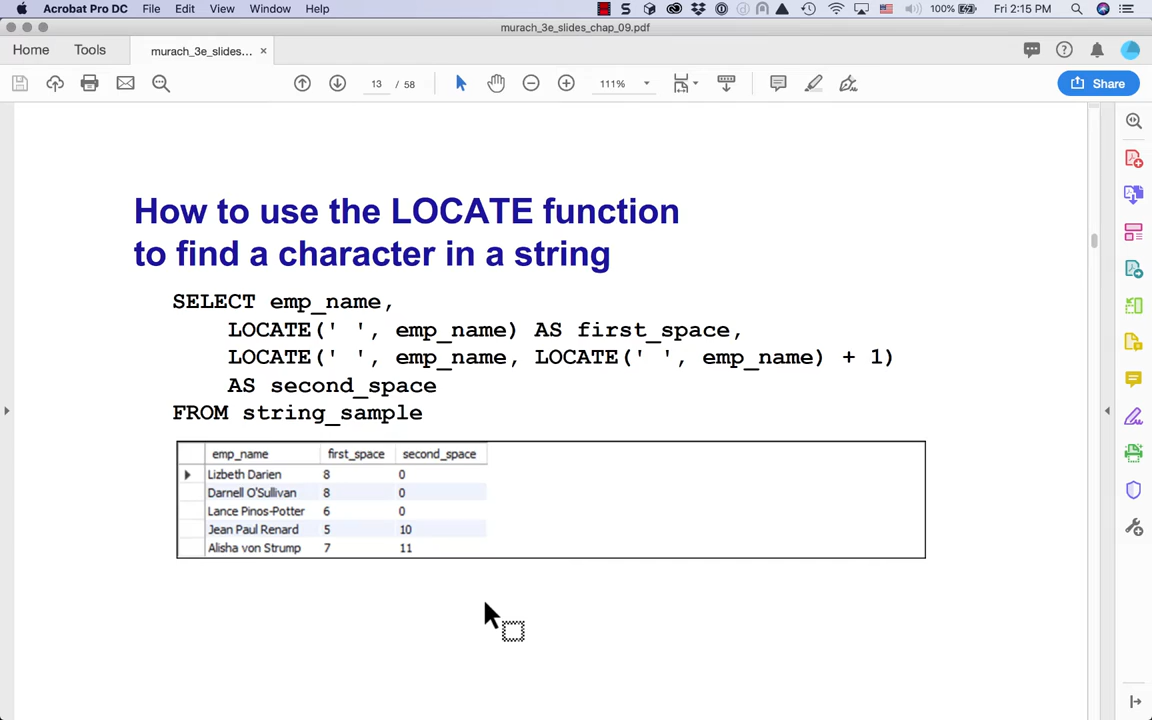 Acrobat Pro DC File Edit View Window Help 100% Fri 2:15 PM
murach_3e_slides_chap_09.pdf
Home Tools murach_3e_slides... ×
13 / 58 111% Share
How to use the LOCATE function
to find a character in a string
SELECT emp_name,
LOCATE(' ', emp_name) AS first_space,
LOCATE(' ', emp_name, LOCATE(' ', emp_name) + 1)
AS second_space
FROM string_sample
emp_name first_space second_space
Lizbeth Darien 8 0
Darnell O'Sullivan 8 0
Lance Pinos-Potter 6 0
Jean Paul Renard 5 10
Alisha von Strump 7 11